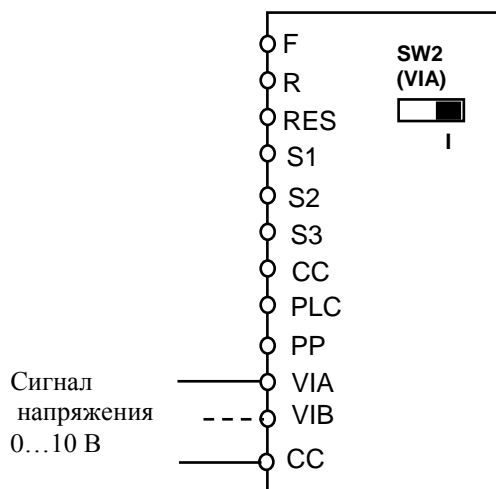 F
SW2
(VIA)
R
RES
I
S1
S2
S3
CC
PLC
PP
Сигнал
напряжения
0…10 В
VIA
VIB
CC